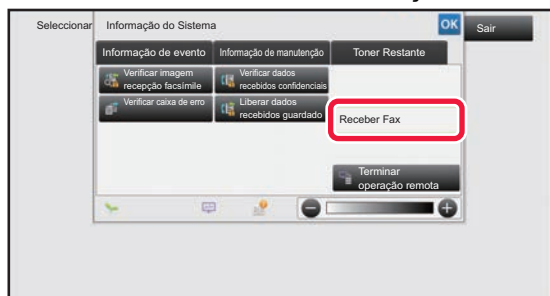 Seleccionar
Informação do Sistema
OK
Sair
Informação de evento
Informação de manutenção
Toner Restante
Verificar imagem
recepção facsímile
Verificar dados
recebidos confidenciais
Verificar caixa de erro
Liberar dados
recebidos guardado
Receber Fax
Terminar
operação remota